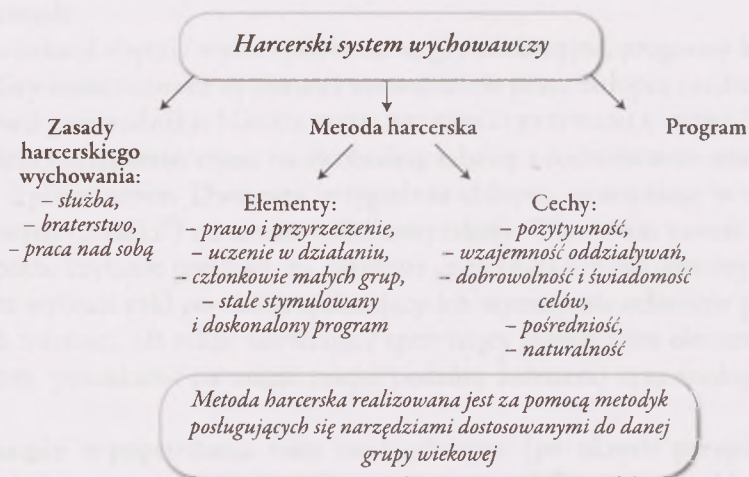 Harcerski system wychowawczy
Zasady
harcerskiego
wychowania:
– służba,
braterstwo,
– praca nad sobą
Metoda harcerska
Program
Elementy:
– prawo i przyrzeczenie,
– uczenie w działaniu,
– członkowie małych grup,
– stale stymulowany
i doskonalony program
Cechy:
– pozytywność,
– wzajemność oddziaływań,
– dobrowolność i świadomość
celów,
– pośredniość,
– naturalność
Metoda harcerska realizowana jest za pomocą metodyk
posługujących się narzędziami dostosowanymi do danej
grupy wiekowej